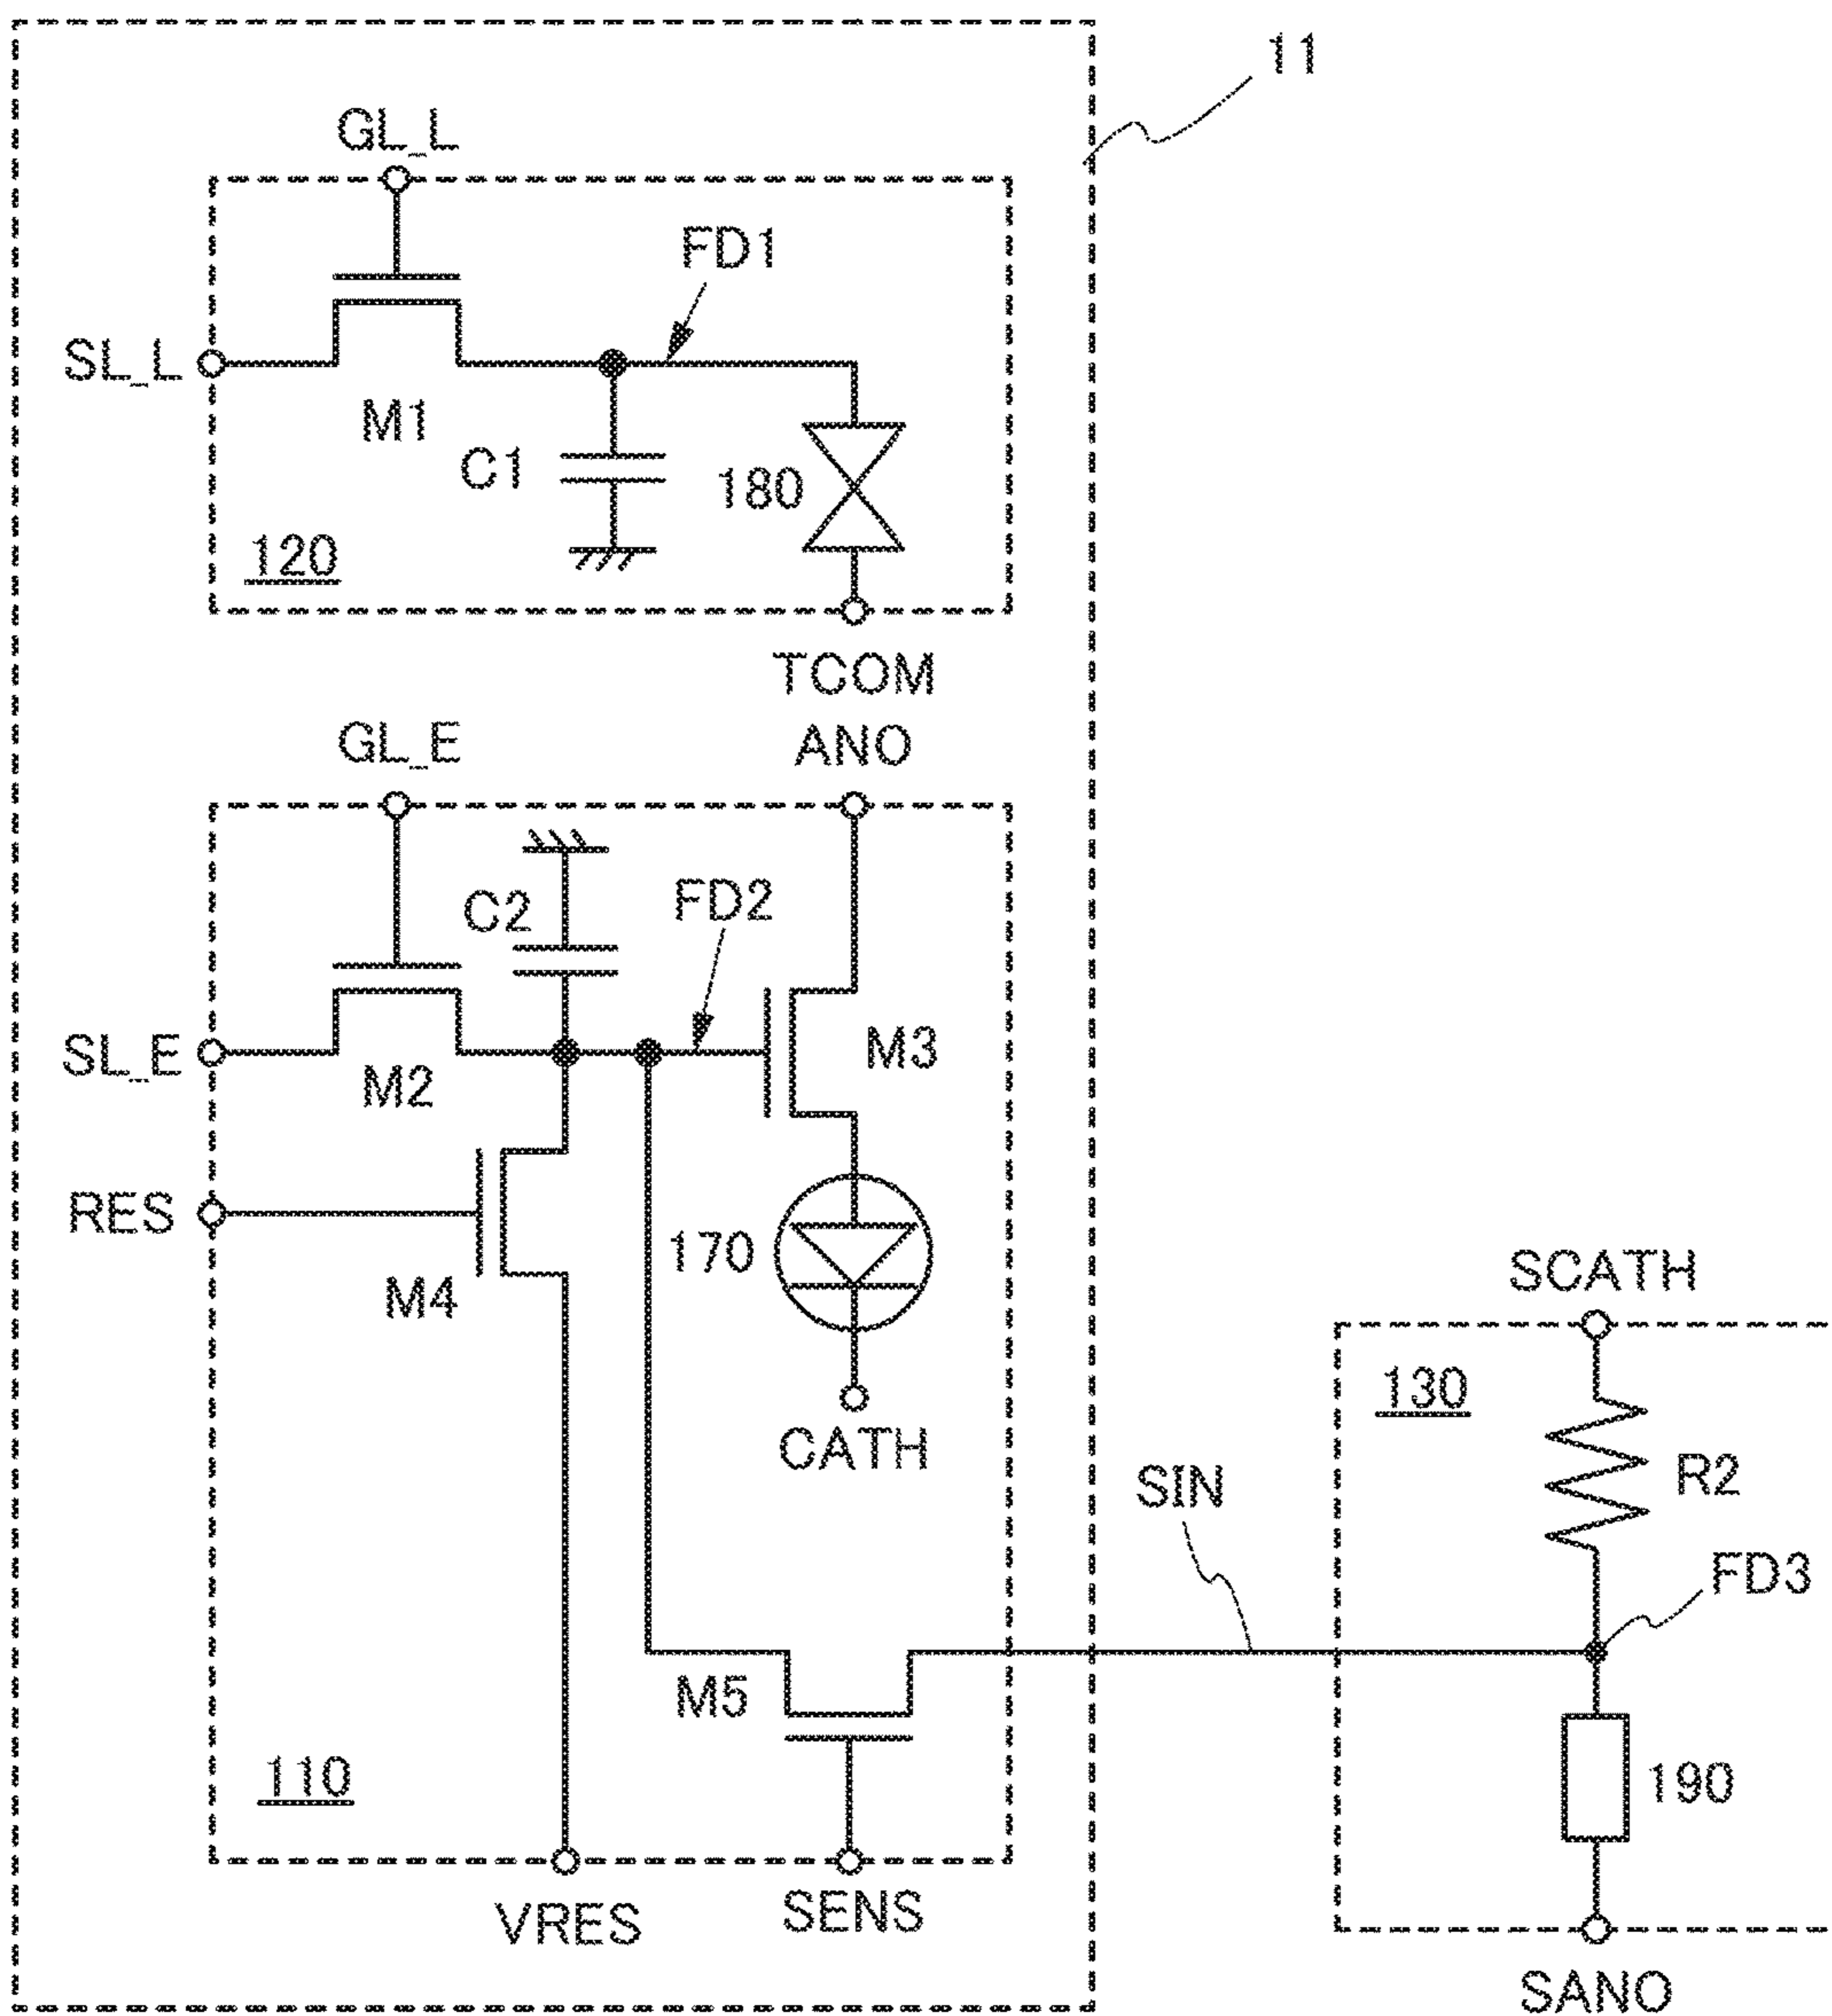 11
GL_L
FD1
SL_L
M1
C1
180
120
TCOM
GL_E
ANO
C2
FD2
SL_E
M2
M3
RES
170
M4
SCATH
130
CATH
R2
SIN
FD3
M5
110
190
VRES
SENS
SANO